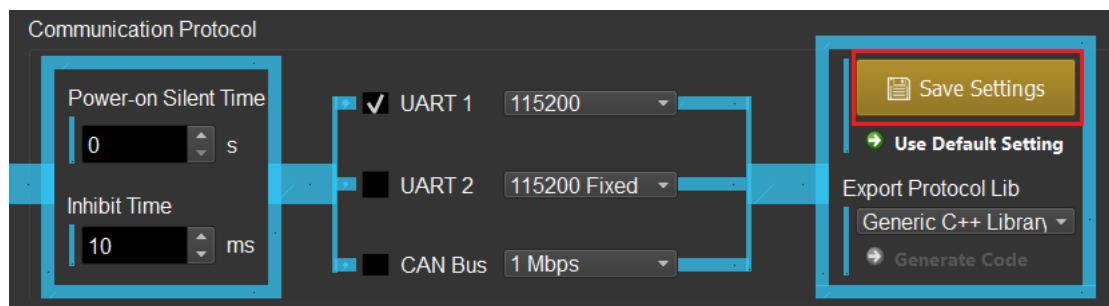 Communication Protocol
Power-on Silent Time
0 s
Inhibit Time
10 ms
UART 1 115200
UART 2 115200 Fixed
CAN Bus 1 Mbps
Save Settings
Use Default Setting
Export Protocol Lib
Generic C++ Library
Generate Code